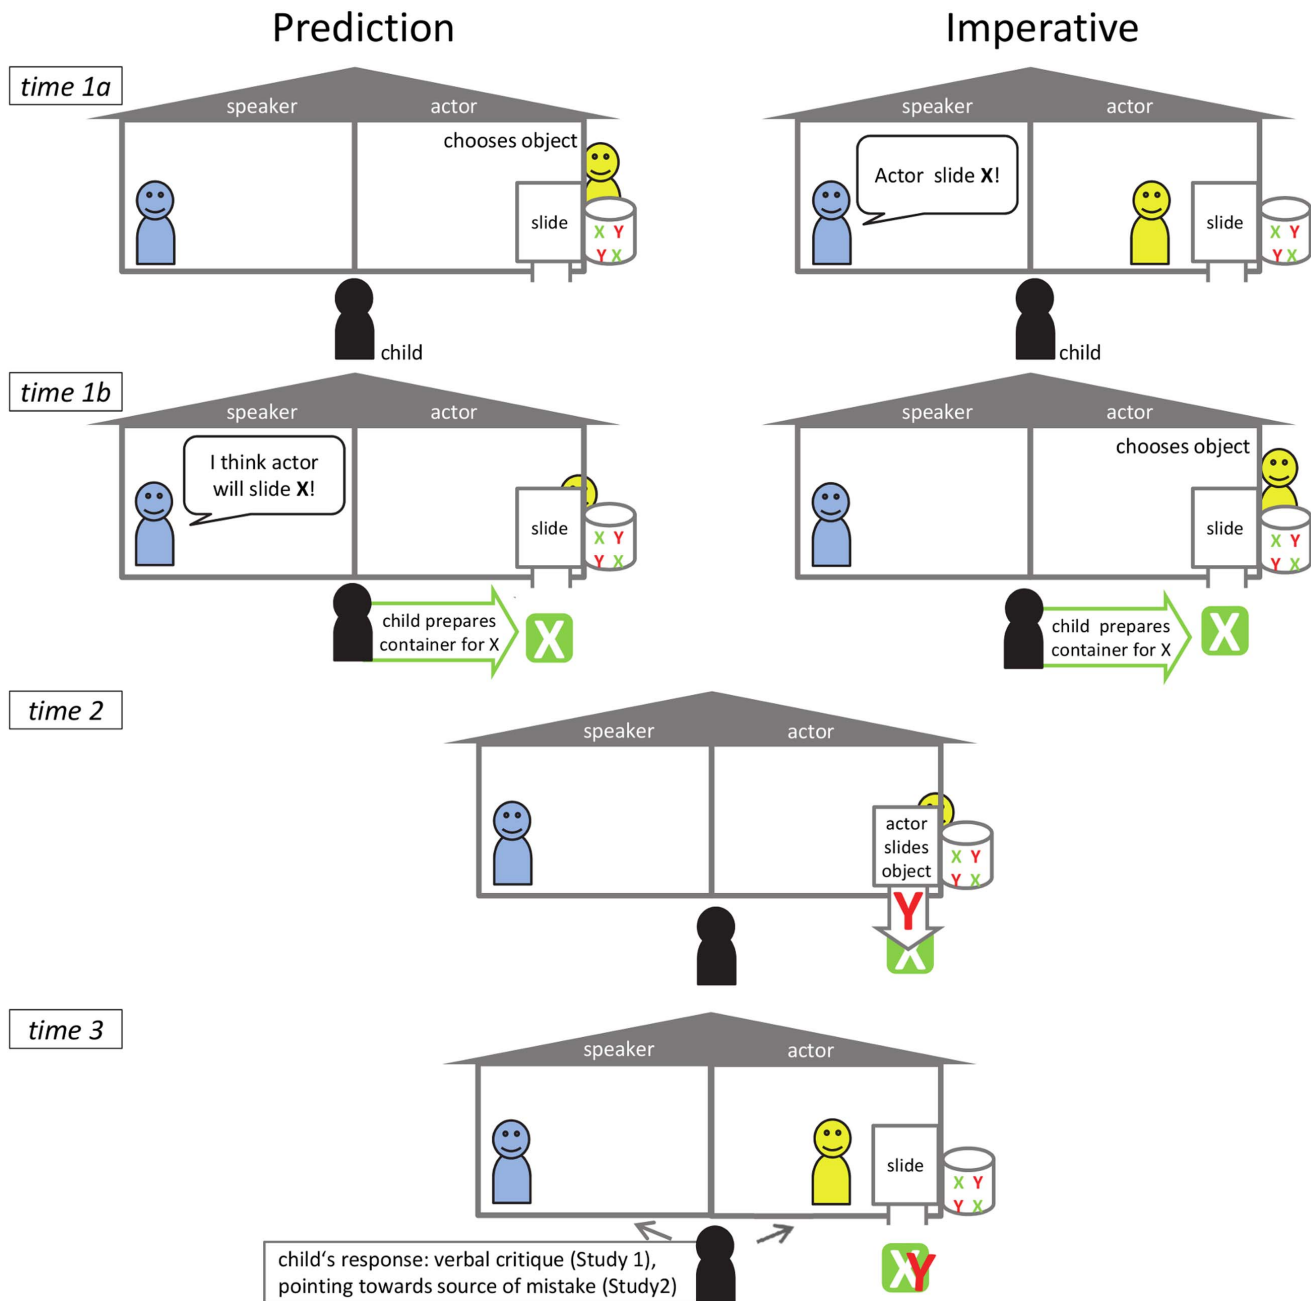 Prediction
Imperative
time 1a
speaker actor
chooses object
slide
X Y
Y X
child
speaker actor
Actor slide X!
slide
X Y
Y X
child
time 1b
speaker actor
I think actor
will slide X!
slide
X Y
Y X
child prepares
container for X
X
speaker actor
chooses object
slide
X Y
Y X
child prepares
container for X
X
time 2
speaker actor
actor
slides
object
X Y
Y X
Y
X
time 3
speaker actor
slide
X Y
Y X
child's response: verbal critique (Study 1),
pointing towards source of mistake (Study2)
XY